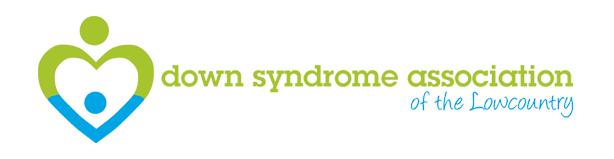 down syndrome association
of the Lowcountry